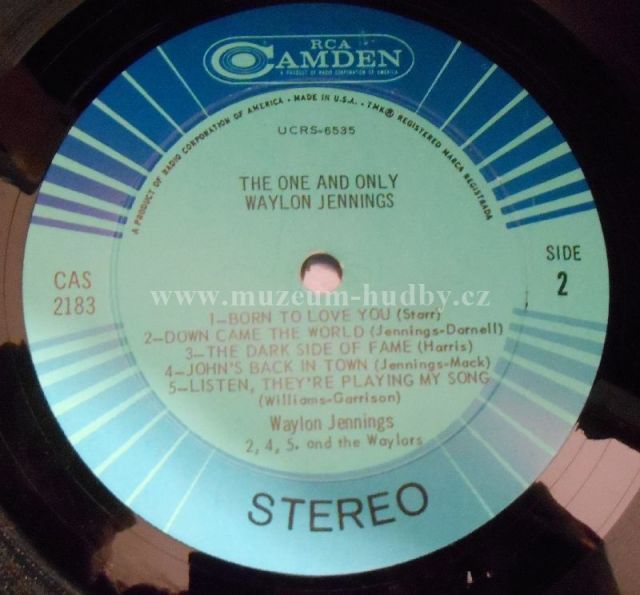 RCA
CAMDEN
A PRODUCT OF RADIO CORPORATION OF AMERICA
A PRODUCT OF RADIO CORPORATION OF AMERICA • MADE IN U.S.A. • T.M.K® REGISTERED MARCA REGISTRADA
UCRS-6535
THE ONE AND ONLY
WAYLON JENNINGS
CAS
2183
SIDE
2
www.muzeum-hudby.cz
1—BORN TO LOVE YOU (Starr)
2—DOWN CAME THE WORLD (Jennings-Darnell)
3—THE DARK SIDE OF FAME (Harris)
4—JOHN'S BACK IN TOWN (Jennings-Mack)
5—LISTEN, THEY'RE PLAYING MY SONG
(Williams-Garrison)
Waylon Jennings
2, 4, 5. and the Waylors
STEREO